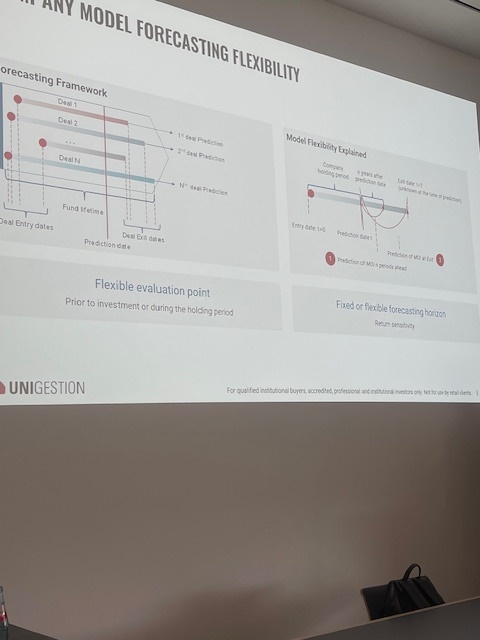 ANY MODEL FORECASTING FLEXIBILITY
orecasting Framework
Deal 1
Deal 2
...
Deal N
1st deal Prediction
2nd deal Prediction
Nth deal Prediction
Fund lifetime
Deal Entry dates
Deal Exit dates
Prediction date
Flexible evaluation point
Prior to investment or during the holding period
Model Flexibility Explained
Company
holding period
years after
prediction date
Exit date: t=T
(unknown at the time of prediction)
Entry date: t=0
Prediction date t
Prediction of MOI at Exit
Prediction of MOI n periods ahead
Fixed or flexible forecasting horizon
Return sensitivity
UNIGESTION
For qualified institutional buyers, accredited, professional and institutional investors only. Not for use by retail clients.